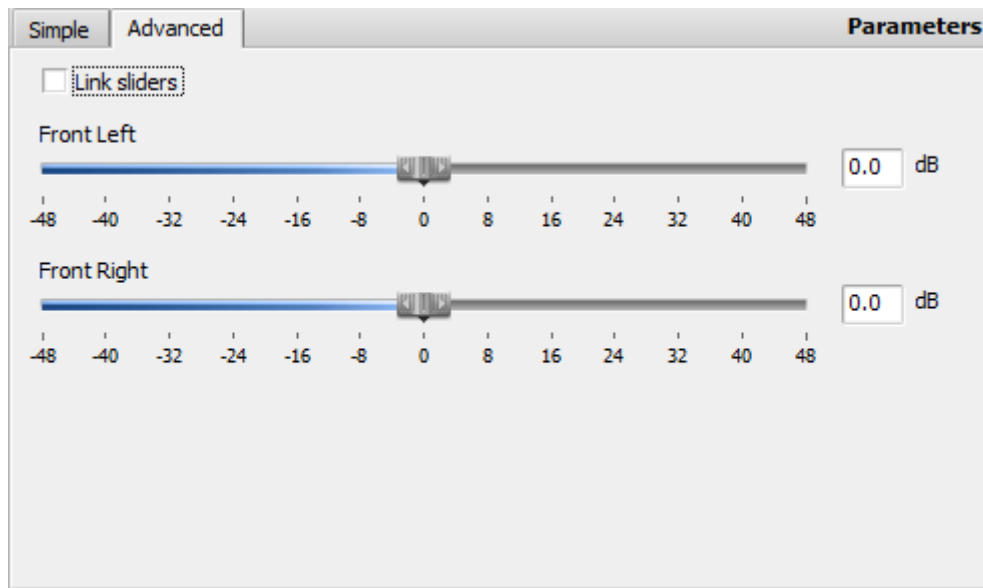 Simple Advanced Parameters
Link sliders
Front Left
0.0 dB
-48 -40 -32 -24 -16 -8 0 8 16 24 32 40 48
Front Right
0.0 dB
-48 -40 -32 -24 -16 -8 0 8 16 24 32 40 48